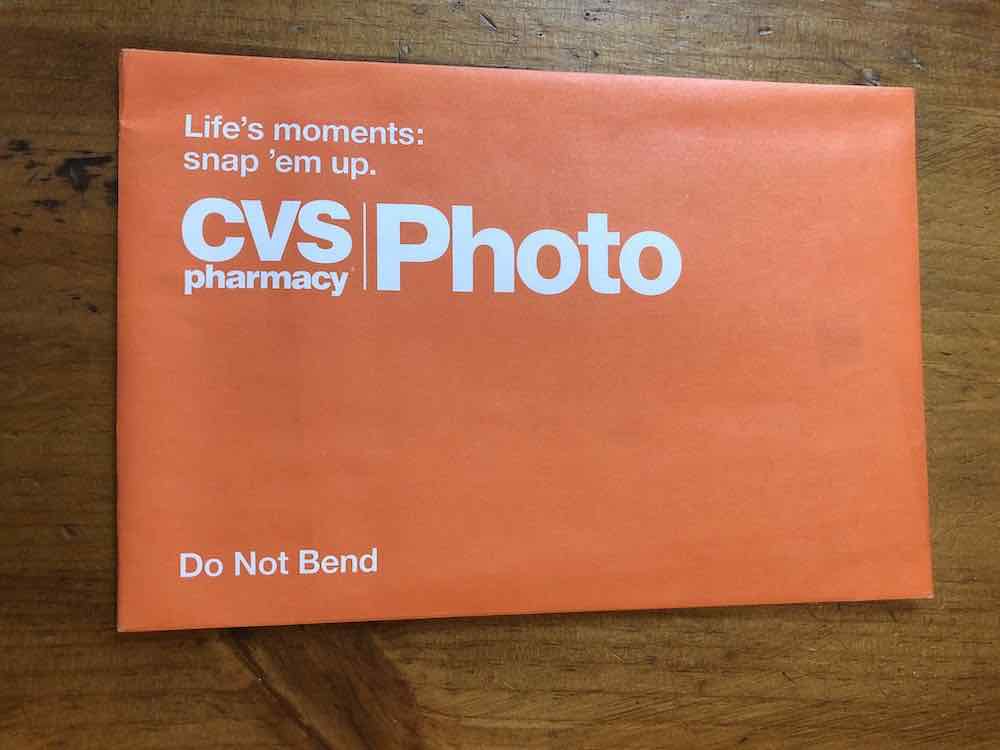 Life’s moments:
snap ’em up.
CVS
pharmacy
Photo
Do Not Bend